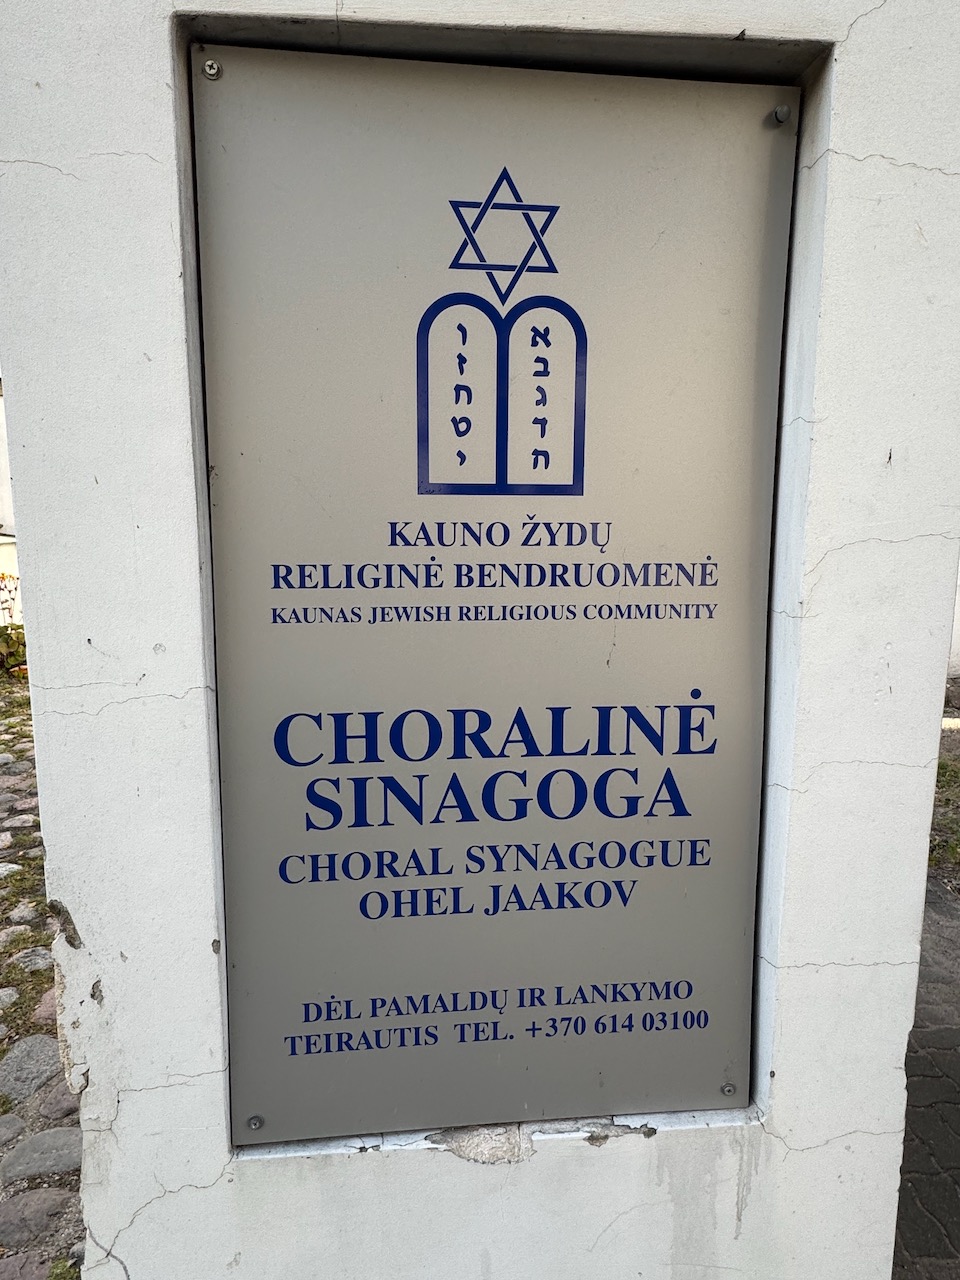 א
ב
ג
ד
ח
ו
ז
ח
ט
י
KAUNO ŽYDŲ
RELIGINĖ BENDRUOMENĖ
KAUNAS JEWISH RELIGIOUS COMMUNITY
CHORALINĖ
SINAGOGA
CHORAL SYNAGOGUE
OHEL JAAKOV
DĖL PAMALDŲ IR LANKYMO
TEIRAUTIS TEL. +370 614 03100